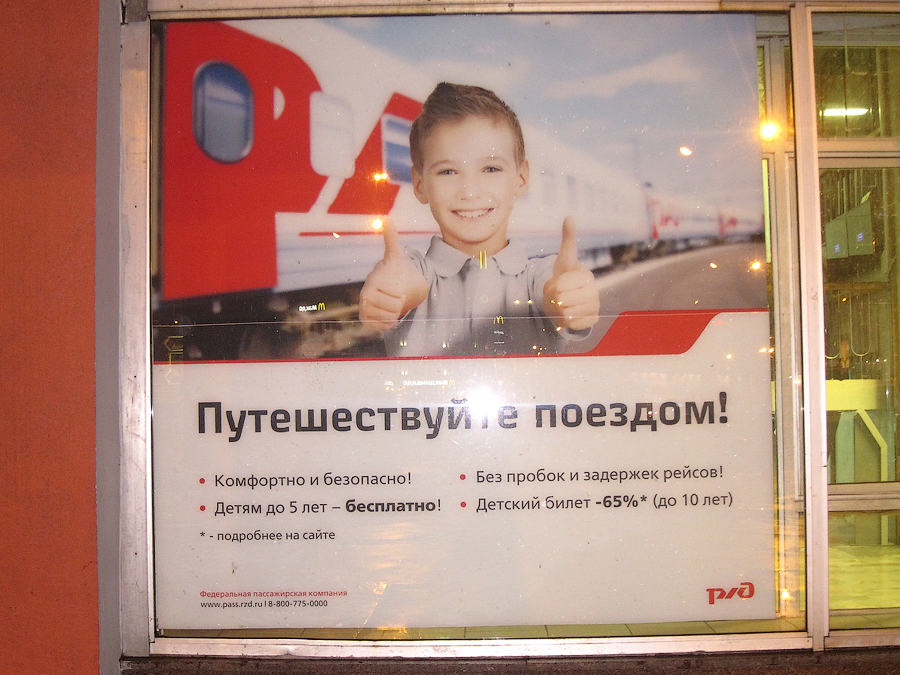 Путешествуйте поездом!
• Комфортно и безопасно!
• Без пробок и задержек рейсов!
• Детям до 5 лет – бесплатно!
• Детский билет -65%* (до 10 лет)
* - подробнее на сайте
Федеральная пассажирская компания
www.pass.rzd.ru | 8-800-775-0000
ржд